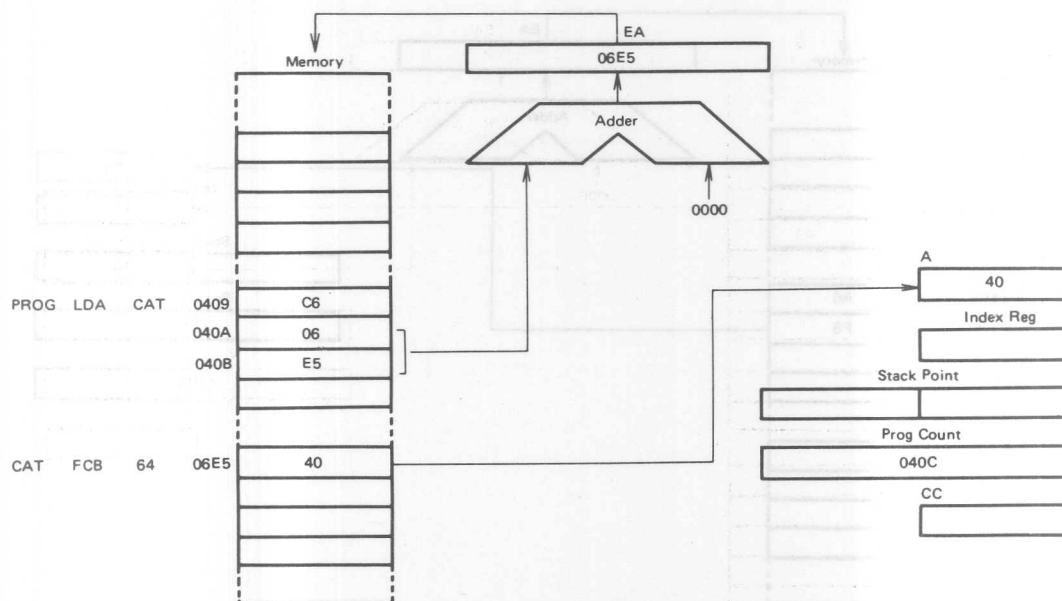 EA
Memory
06E5
Adder
0000
A
PROG LDA CAT 0409 C6
40
Index Reg
040A 06
040B E5
Stack Point
Prog Count
CAT FCB 64 06E5 40
040C
CC